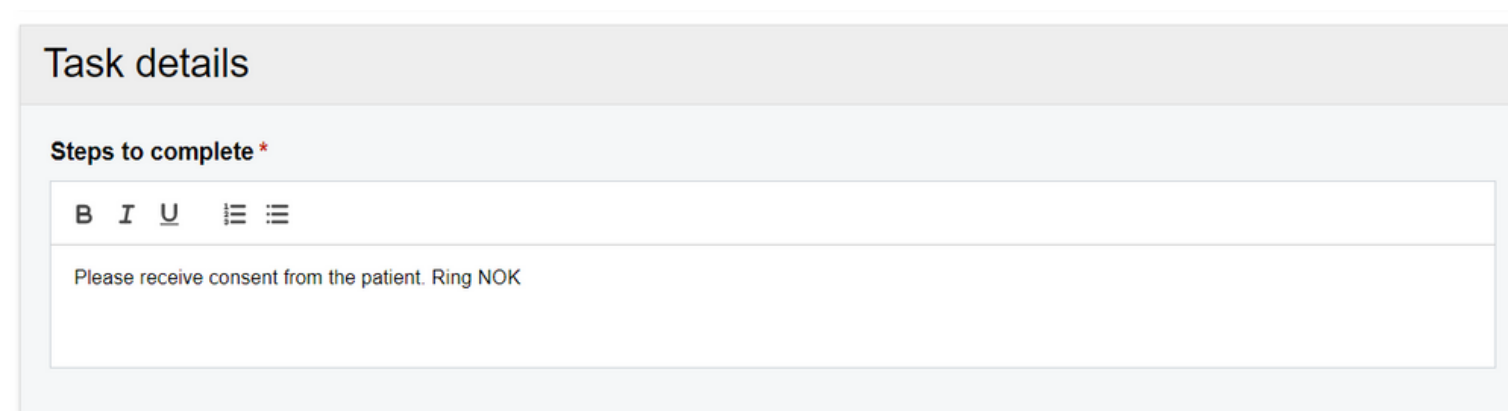 Task details
Steps to complete *
B I U
Please receive consent from the patient. Ring NOK